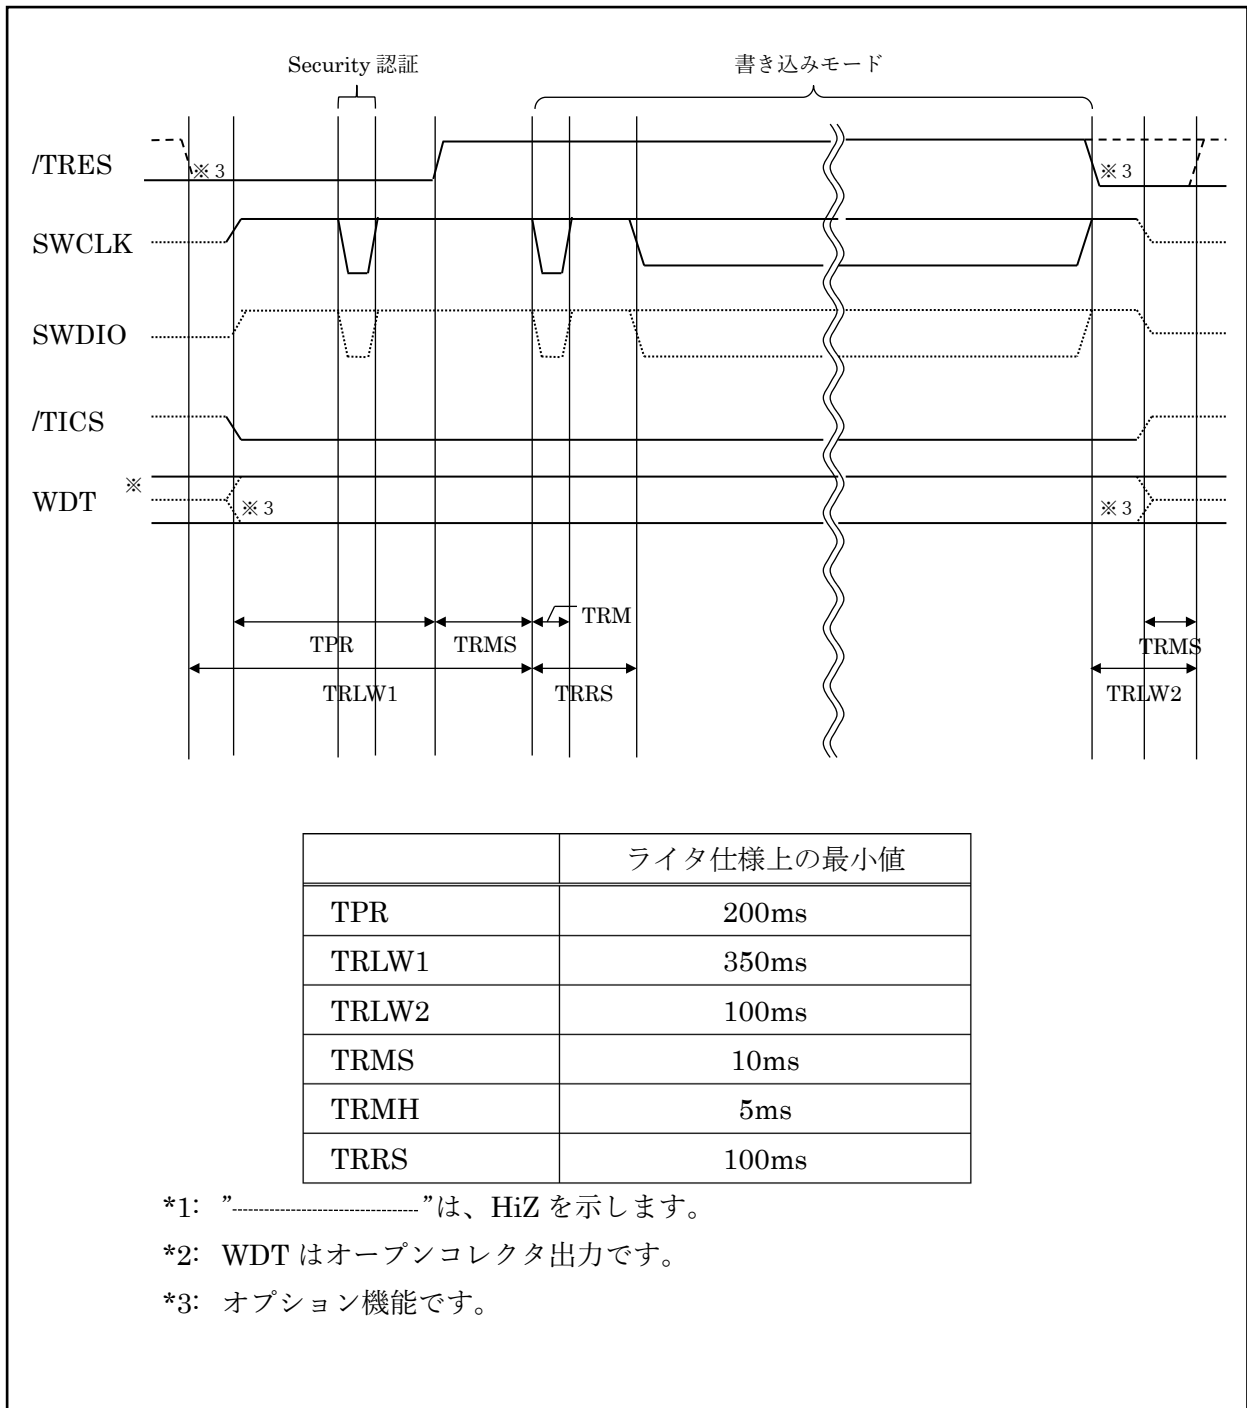 Security 認証
書き込みモード
/TRES
※3
※3
SWCLK
SWDIO
/TICS
※
WDT
※3
※3
TRM
TPR
TRMS
TRMS
TRLW1
TRRS
TRLW2
ライタ仕様上の最小値
TPR 200ms
TRLW1 350ms
TRLW2 100ms
TRMS 10ms
TRMH 5ms
TRRS 100ms
*1: ”-----------------------------”は、HiZ を示します。
*2: WDT はオープンコレクタ出力です。
*3: オプション機能です。